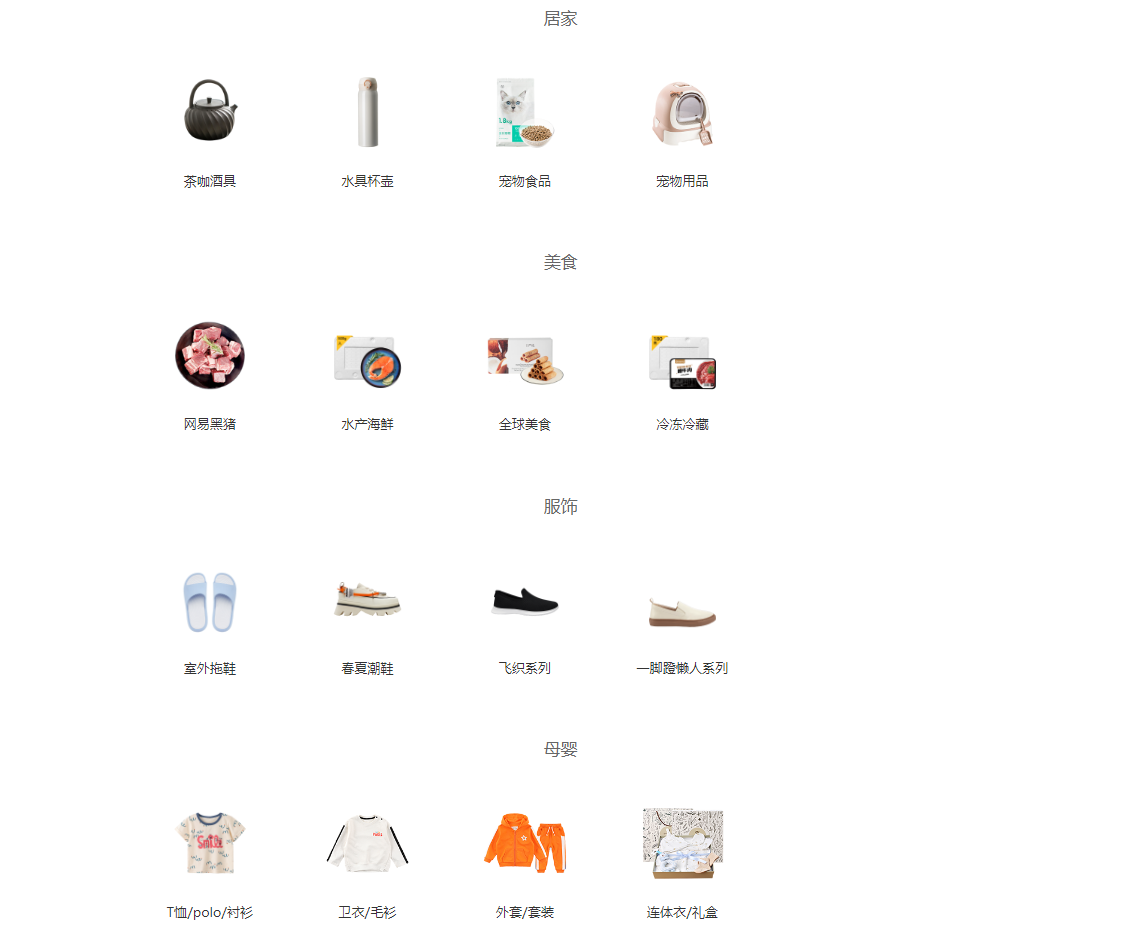 居家
茶咖酒具
水具杯壶
宠物食品
宠物用品
美食
网易黑猪
水产海鲜
全球美食
冷冻冷藏
服饰
室外拖鞋
春夏潮鞋
飞织系列
一脚蹬懒人系列
母婴
T恤/polo/衬衫
卫衣/毛衫
外套/套装
连体衣/礼盒